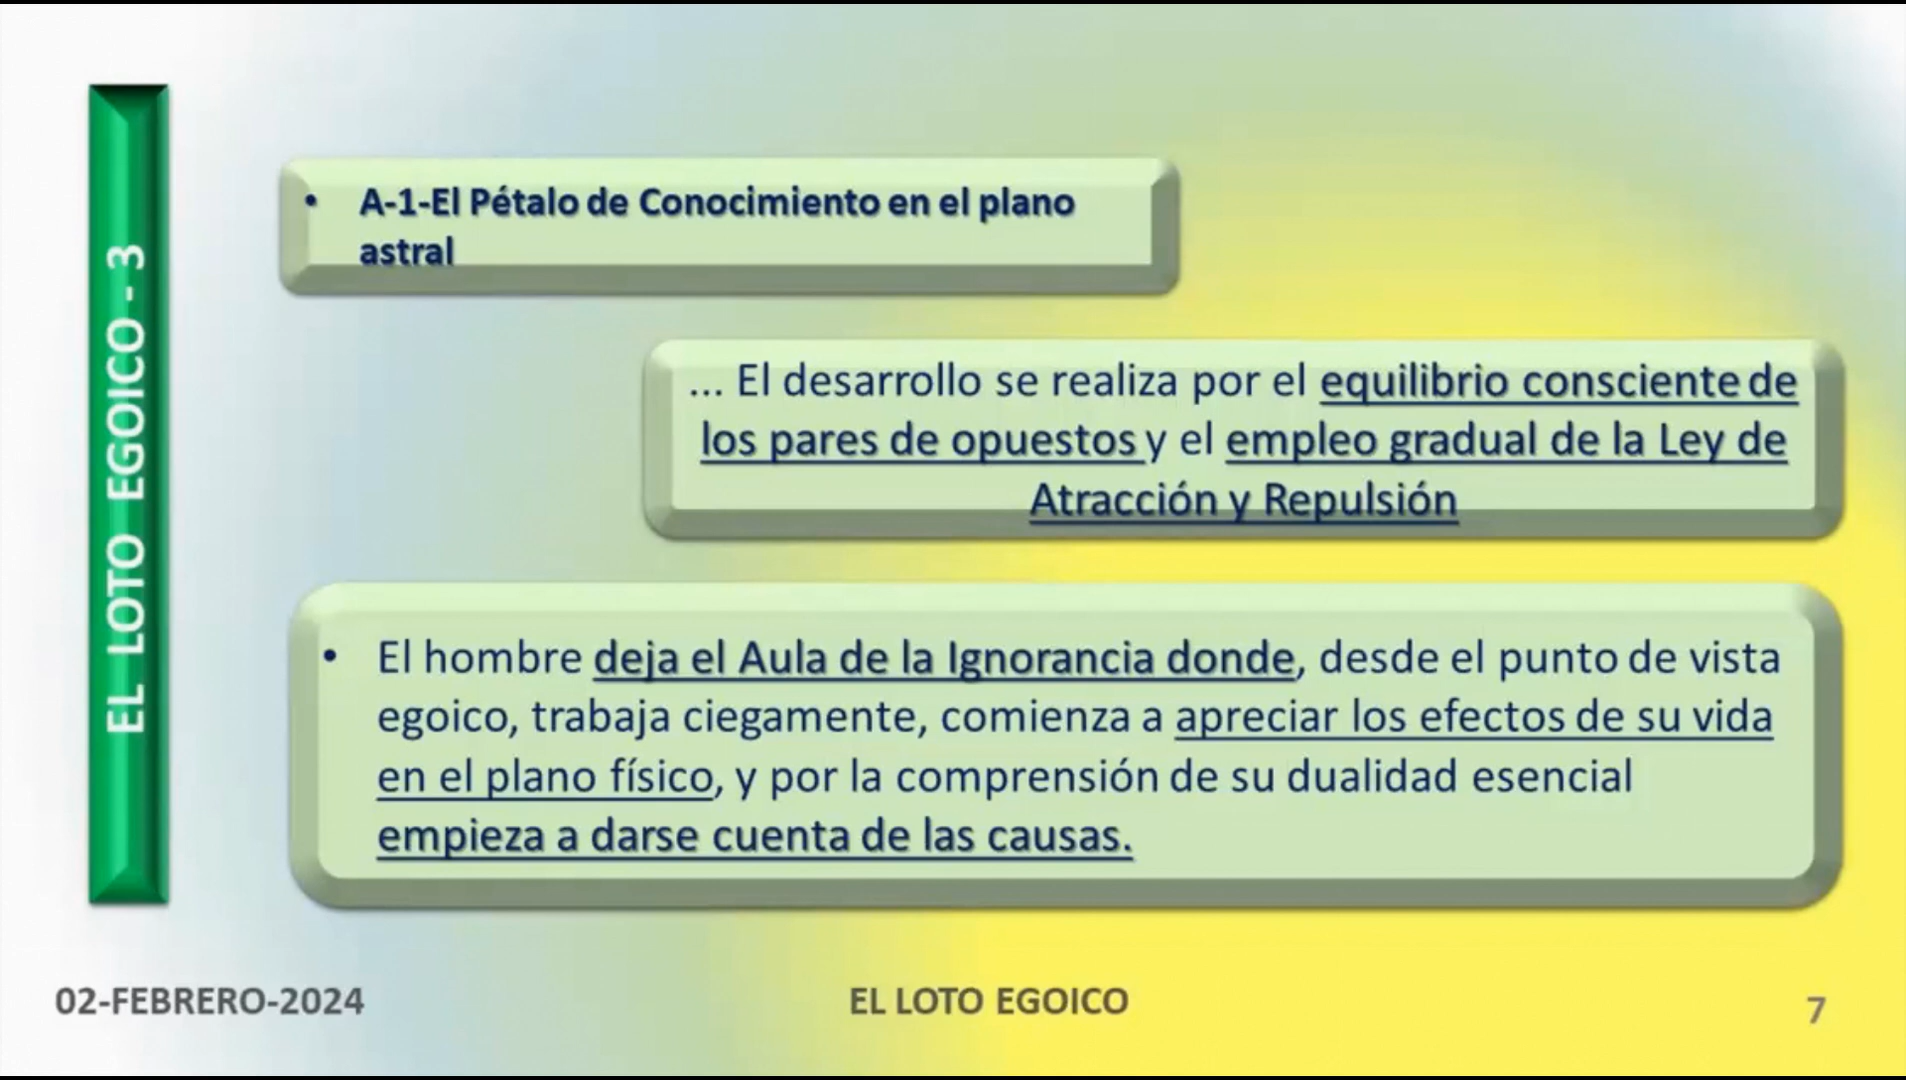 EL LOTO EGOICO - 3
• A-1-El Pétalo de Conocimiento en el plano
astral
... El desarrollo se realiza por el equilibrio consciente de
los pares de opuestos y el empleo gradual de la Ley de
Atracción y Repulsión
• El hombre deja el Aula de la Ignorancia donde, desde el punto de vista
egoico, trabaja ciegamente, comienza a apreciar los efectos de su vida
en el plano físico, y por la comprensión de su dualidad esencial
empieza a darse cuenta de las causas.
02-FEBRERO-2024
EL LOTO EGOICO
7